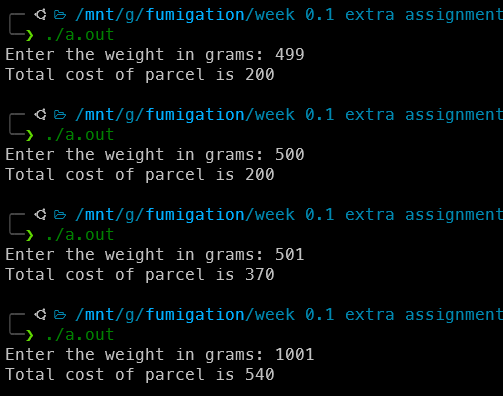 /mnt/g/fumigation/week 0.1 extra assignment
❯ ./a.out
Enter the weight in grams: 499
Total cost of parcel is 200
/mnt/g/fumigation/week 0.1 extra assignment
❯ ./a.out
Enter the weight in grams: 500
Total cost of parcel is 200
/mnt/g/fumigation/week 0.1 extra assignment
❯ ./a.out
Enter the weight in grams: 501
Total cost of parcel is 370
/mnt/g/fumigation/week 0.1 extra assignment
❯ ./a.out
Enter the weight in grams: 1001
Total cost of parcel is 540